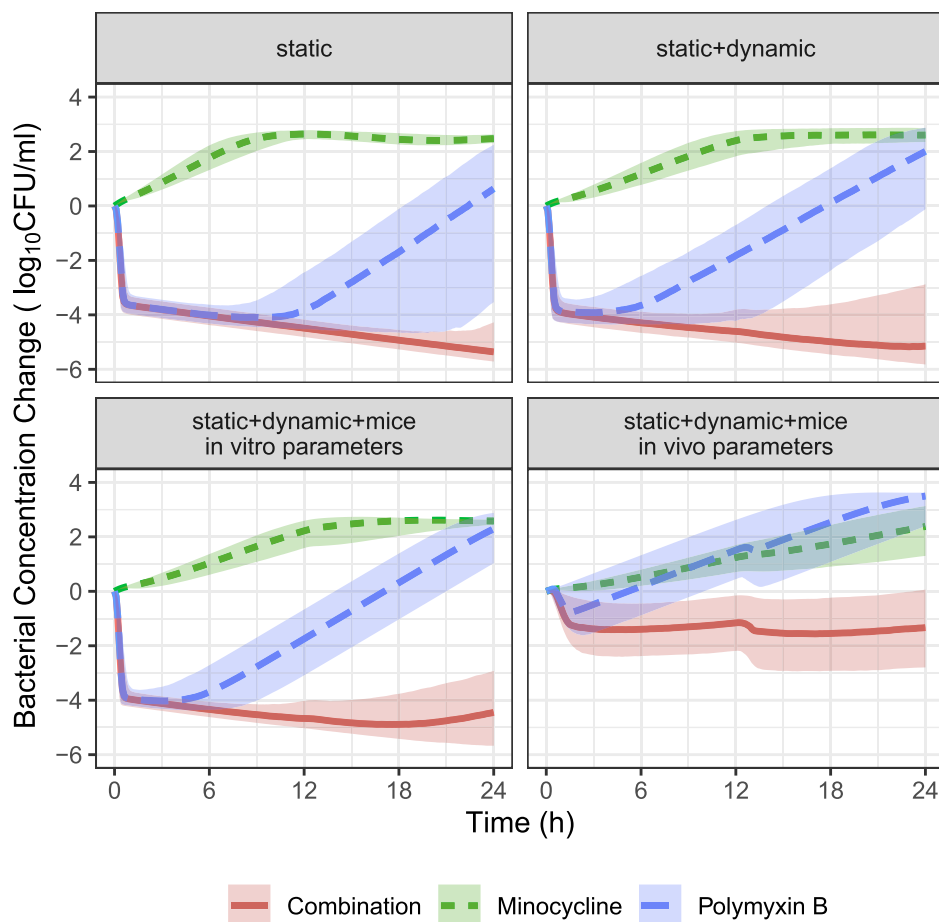 static
static+dynamic
4
2
0
−2
−4
−6
static+dynamic+mice
in vitro parameters
static+dynamic+mice
in vivo parameters
4
2
0
−2
−4
−6
0 6 12 18 24
0 6 12 18 24
Bacterial Concentraion Change ( log₁₀CFU/ml)
Time (h)
Combination Minocycline Polymyxin B